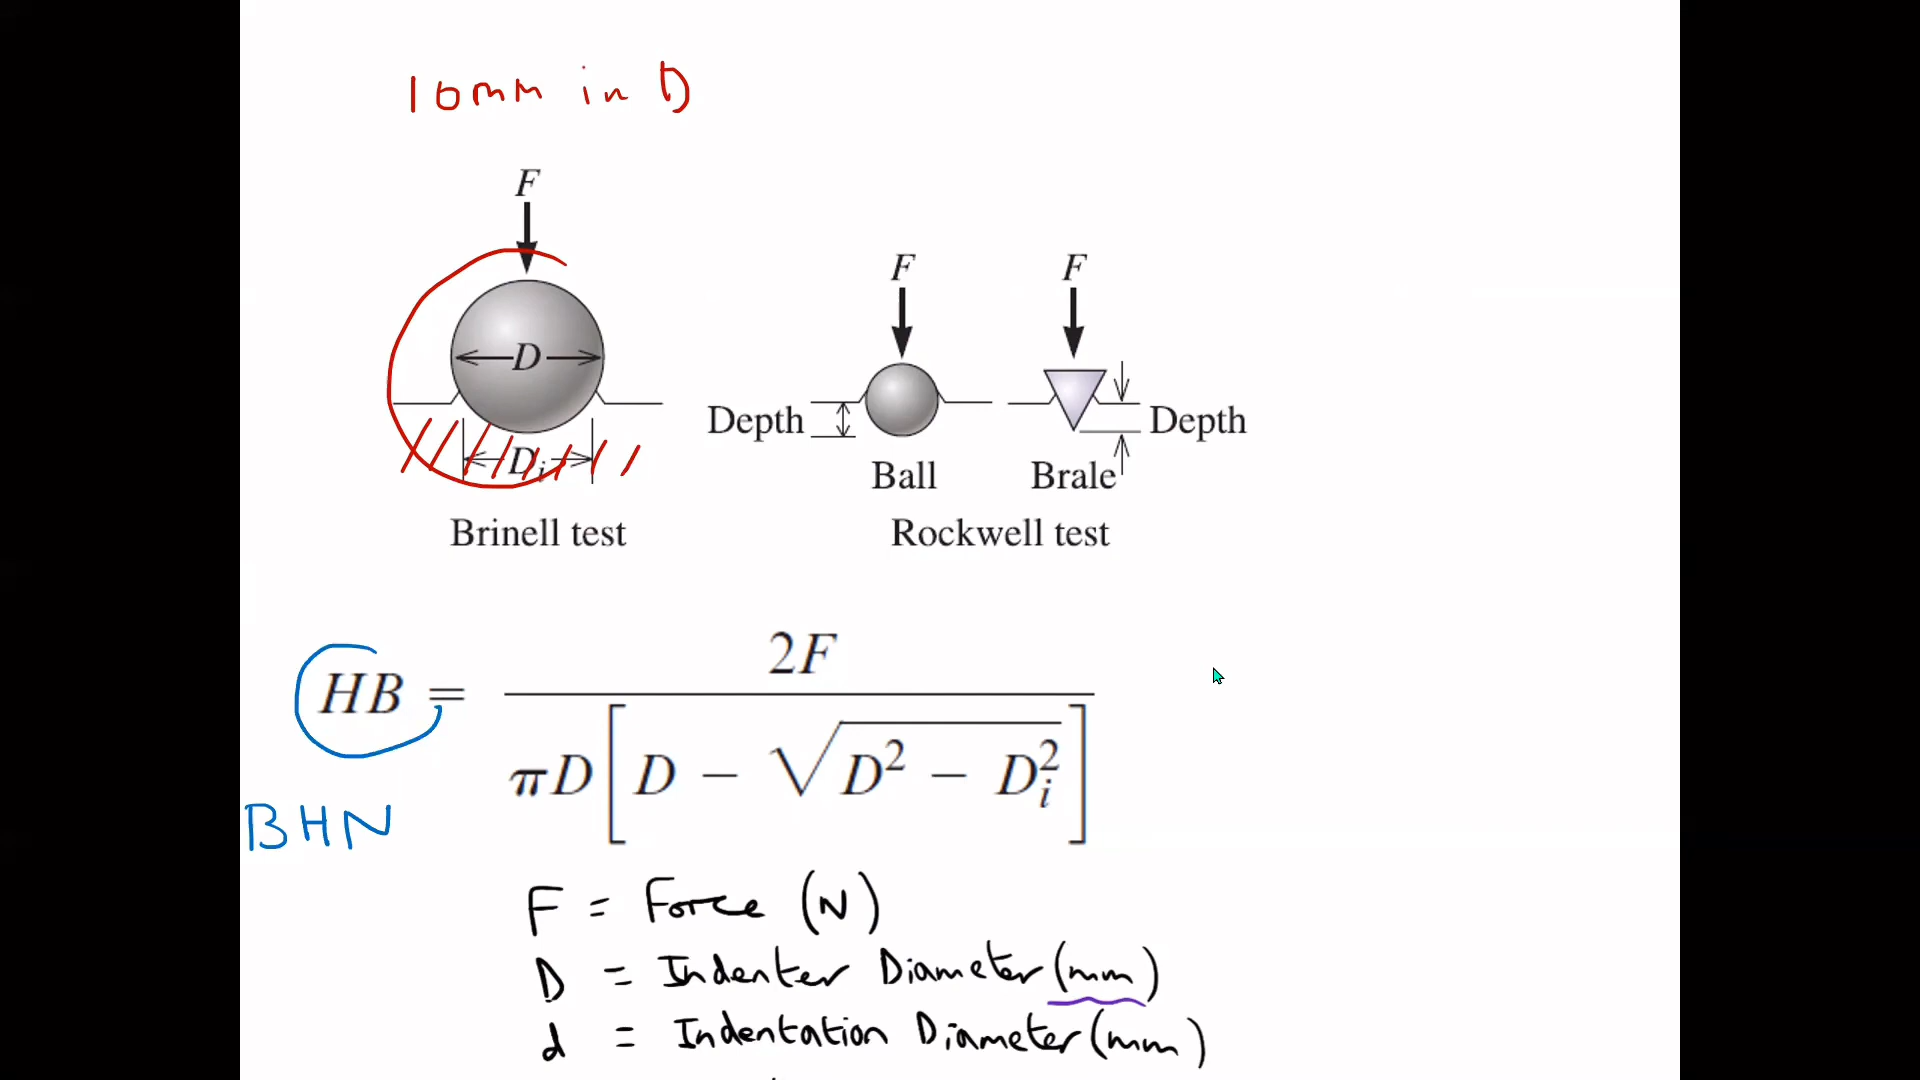 10mm in D
F
F F
D
Depth Depth
Di
Ball Brale
Brinell test Rockwell test
HB = 2F / πD[D − √D² − Di²]
BHN
F = Force (N)
D = Indenter Diameter (mm)
d = Indentation Diameter (mm)